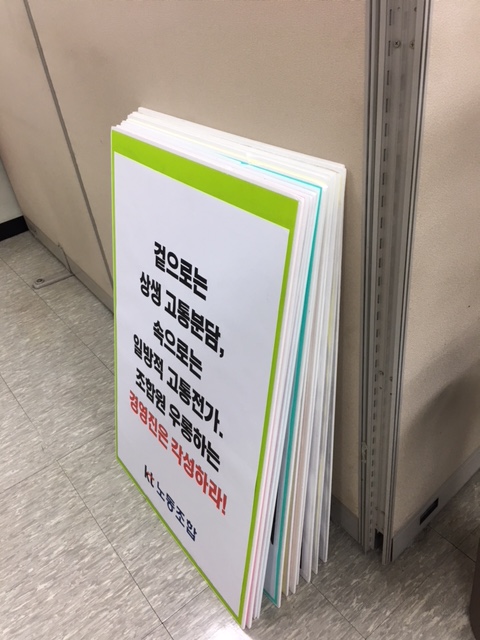 겉으로는
상생 고통분담,
속으로는
일방적 고통전가.
조합원 우롱하는
경영진은 각성하라!
kt 노동조합